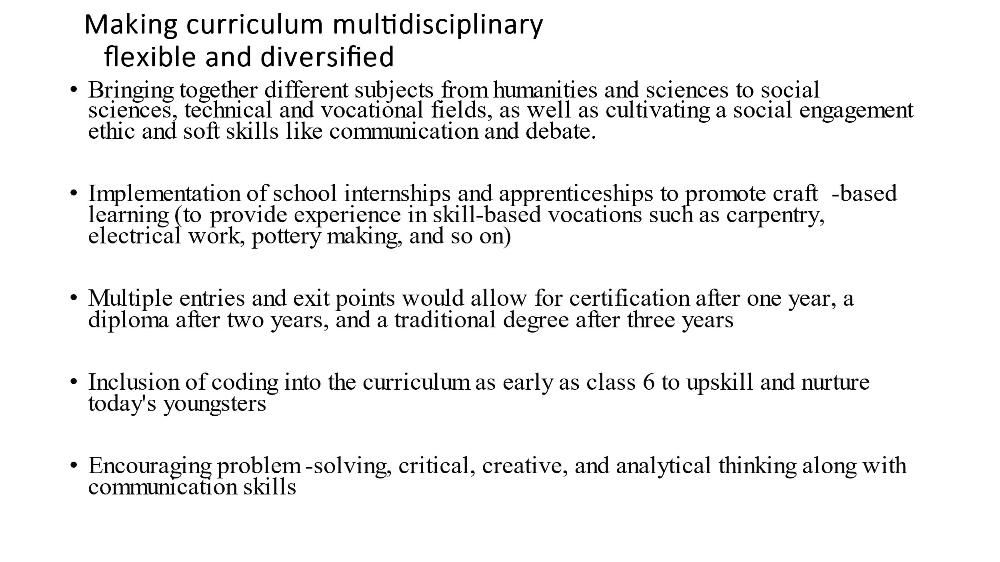 Making curriculum multidisciplinary
flexible and diversified
• Bringing together different subjects from humanities and sciences to social
sciences, technical and vocational fields, as well as cultivating a social engagement
ethic and soft skills like communication and debate.
• Implementation of school internships and apprenticeships to promote craft -based
learning (to provide experience in skill-based vocations such as carpentry,
electrical work, pottery making, and so on)
• Multiple entries and exit points would allow for certification after one year, a
diploma after two years, and a traditional degree after three years
• Inclusion of coding into the curriculum as early as class 6 to upskill and nurture
today's youngsters
• Encouraging problem -solving, critical, creative, and analytical thinking along with
communication skills